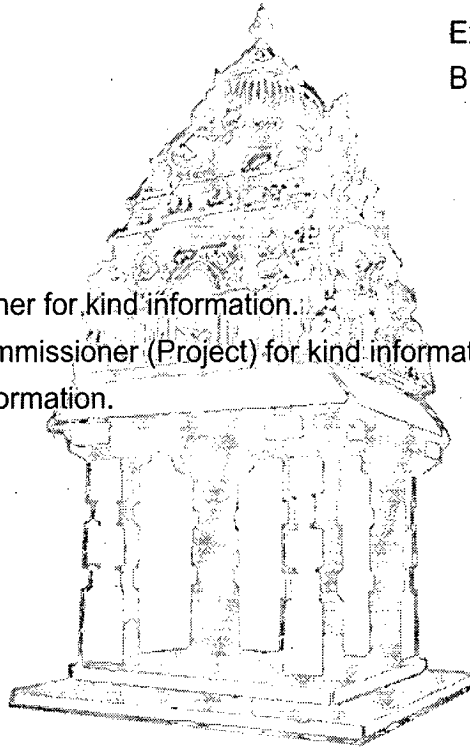 ner for kind information.
mmissioner (Project) for kind informat
ormation.